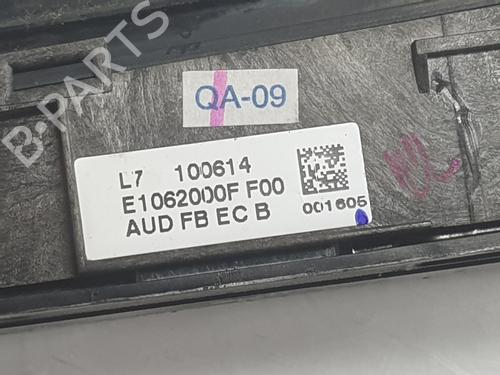 B-PARTS
QA-09
L7 100614
E1062000F F00
AUD FB EC B
001605